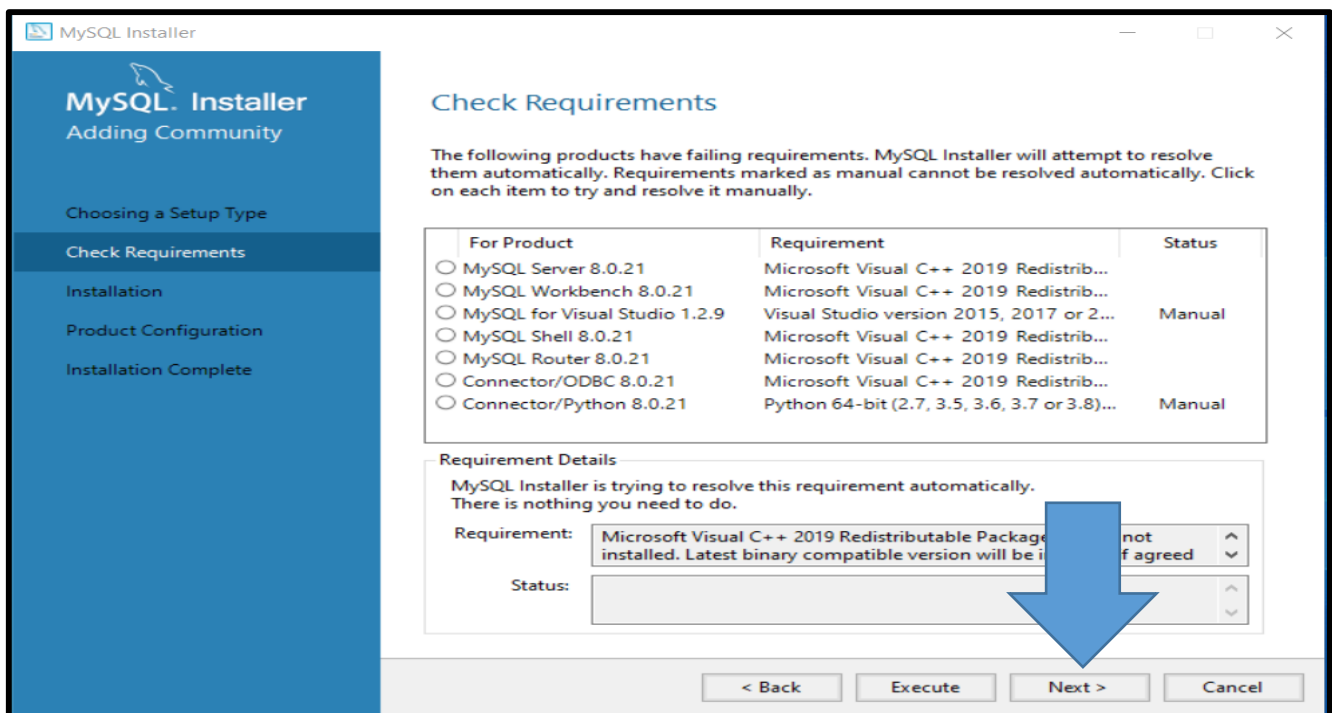 MySQL Installer
MySQL. Installer
Adding Community
Choosing a Setup Type
Check Requirements
Installation
Product Configuration
Installation Complete
Check Requirements
The following products have failing requirements. MySQL Installer will attempt to resolve
them automatically. Requirements marked as manual cannot be resolved automatically. Click
on each item to try and resolve it manually.
For Product Requirement Status
MySQL Server 8.0.21 Microsoft Visual C++ 2019 Redistrib...
MySQL Workbench 8.0.21 Microsoft Visual C++ 2019 Redistrib...
MySQL for Visual Studio 1.2.9 Visual Studio version 2015, 2017 or 2... Manual
MySQL Shell 8.0.21 Microsoft Visual C++ 2019 Redistrib...
MySQL Router 8.0.21 Microsoft Visual C++ 2019 Redistrib...
Connector/ODBC 8.0.21 Microsoft Visual C++ 2019 Redistrib...
Connector/Python 8.0.21 Python 64-bit (2.7, 3.5, 3.6, 3.7 or 3.8)... Manual
Requirement Details
MySQL Installer is trying to resolve this requirement automatically.
There is nothing you need to do.
Requirement: Microsoft Visual C++ 2019 Redistributable Package not
installed. Latest binary compatible version will be if agreed
Status:
< Back Execute Next > Cancel